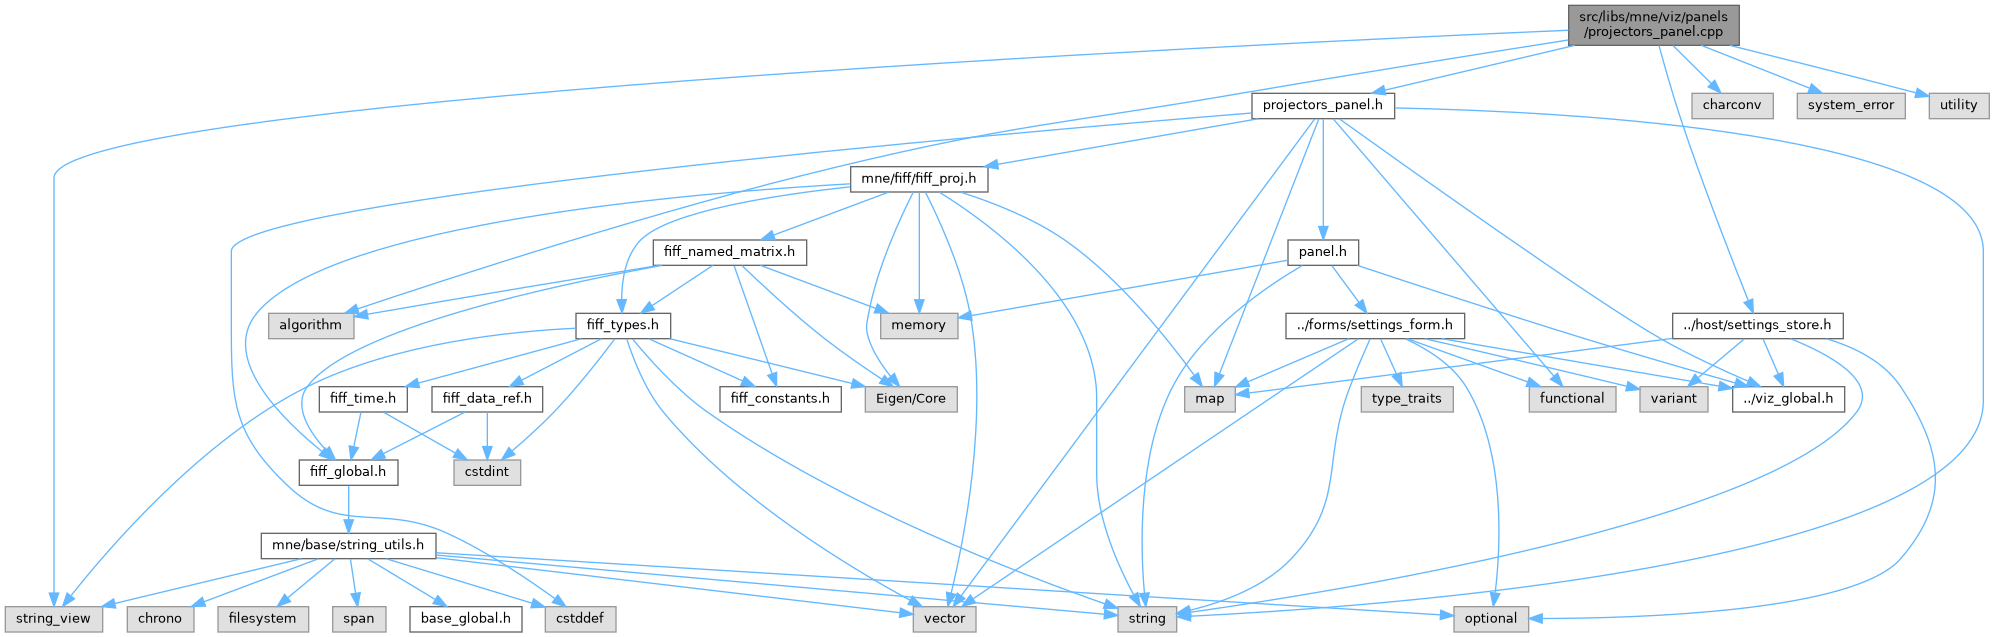 src/libs/mne/viz/panels
/projectors_panel.cpp
projectors_panel.h
charconv
system_error
utility
mne/fiff/fiff_proj.h
fiff_named_matrix.h
panel.h
algorithm
fiff_types.h
memory
../forms/settings_form.h
../host/settings_store.h
fiff_time.h
fiff_data_ref.h
fiff_constants.h
Eigen/Core
map
type_traits
functional
variant
../viz_global.h
fiff_global.h
cstdint
mne/base/string_utils.h
string_view
chrono
filesystem
span
base_global.h
cstddef
vector
string
optional